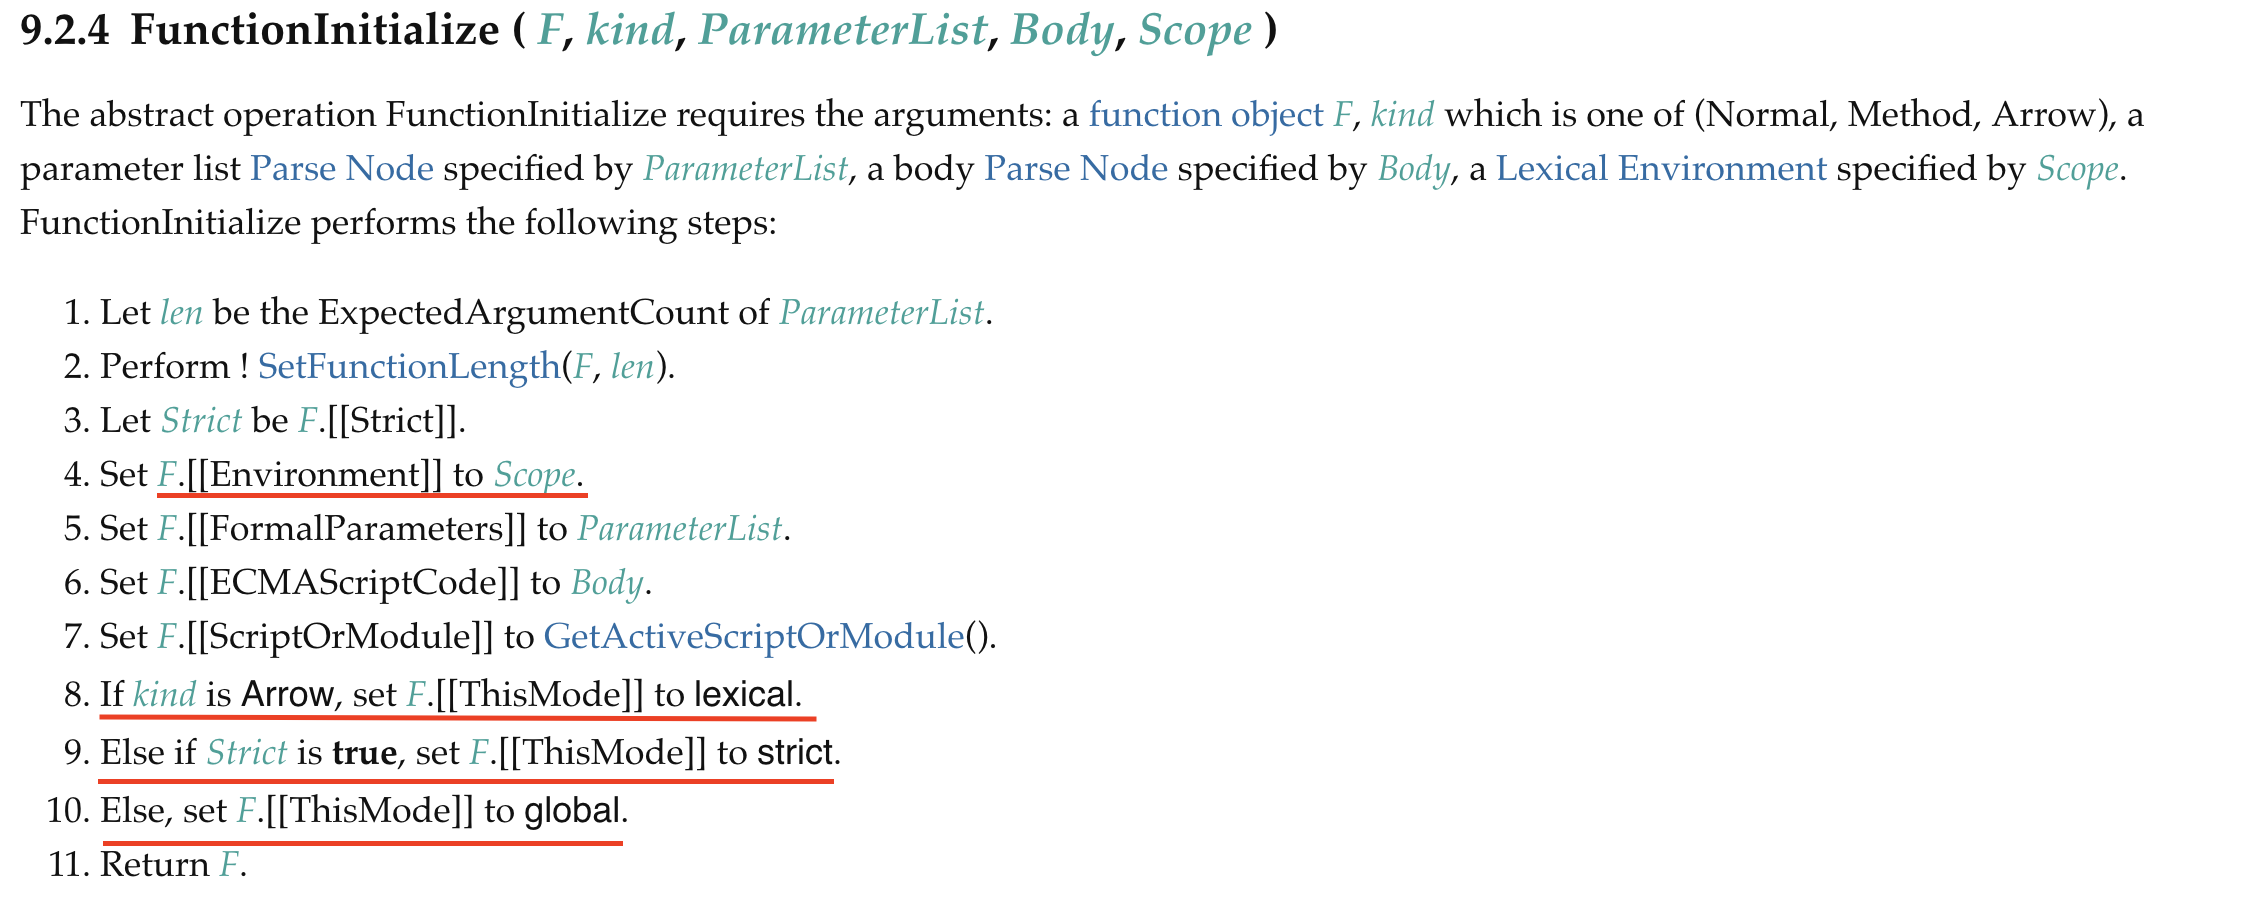 9.2.4 FunctionInitialize ( F, kind, ParameterList, Body, Scope )
The abstract operation FunctionInitialize requires the arguments: a function object F, kind which is one of (Normal, Method, Arrow), a
parameter list Parse Node specified by ParameterList, a body Parse Node specified by Body, a Lexical Environment specified by Scope.
FunctionInitialize performs the following steps:
1. Let len be the ExpectedArgumentCount of ParameterList.
2. Perform ! SetFunctionLength(F, len).
3. Let Strict be F.[[Strict]].
4. Set F.[[Environment]] to Scope.
5. Set F.[[FormalParameters]] to ParameterList.
6. Set F.[[ECMAScriptCode]] to Body.
7. Set F.[[ScriptOrModule]] to GetActiveScriptOrModule().
8. If kind is Arrow, set F.[[ThisMode]] to lexical.
9. Else if Strict is true, set F.[[ThisMode]] to strict.
10. Else, set F.[[ThisMode]] to global.
11. Return F.